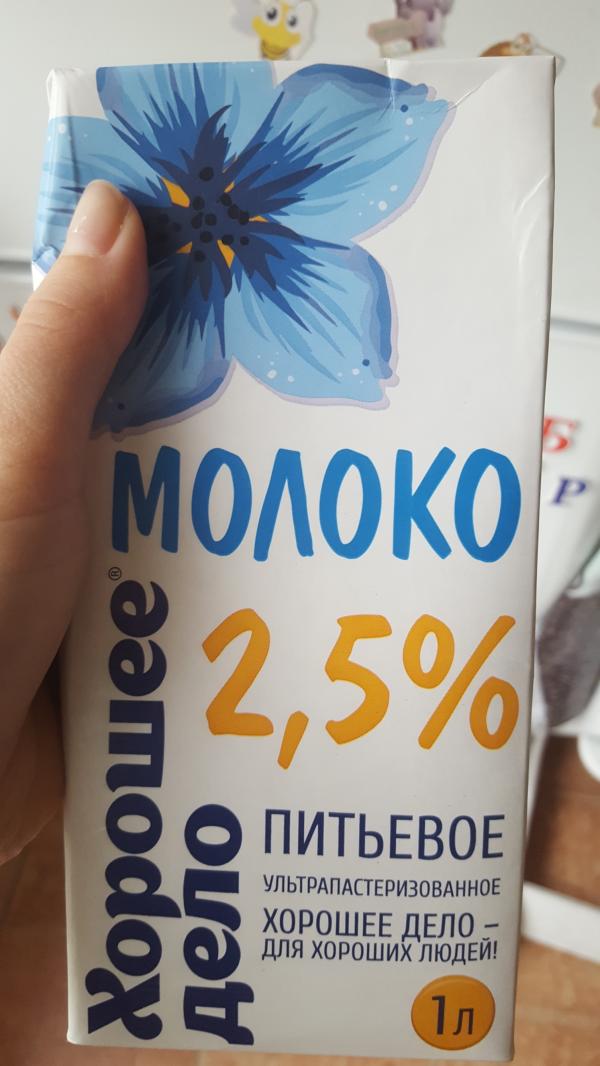 МОЛОКО
2,5%
Хорошее®
дело
ПИТЬЕВОЕ
УЛЬТРАПАСТЕРИЗОВАННОЕ
ХОРОШЕЕ ДЕЛО –
ДЛЯ ХОРОШИХ ЛЮДЕЙ!
1л
Б
Р